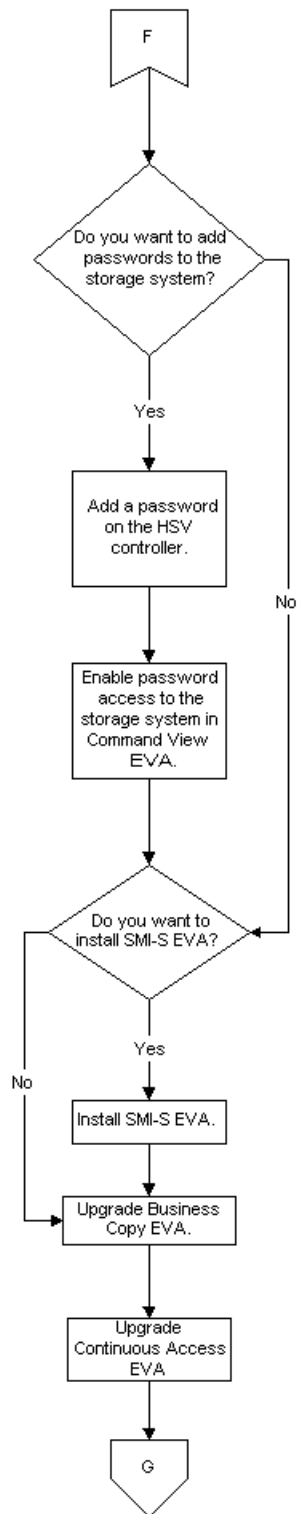 F
Do you want to add
passwords to the
storage system?
Yes
Add a password
on the HSV
controller.
No
Enable password
access to the
storage system in
Command View
EVA.
Do you want to
install SMI-S EVA?
Yes
No
Install SMI-S EVA.
Upgrade Business
Copy EVA.
Upgrade
Continuous Access
EVA
G